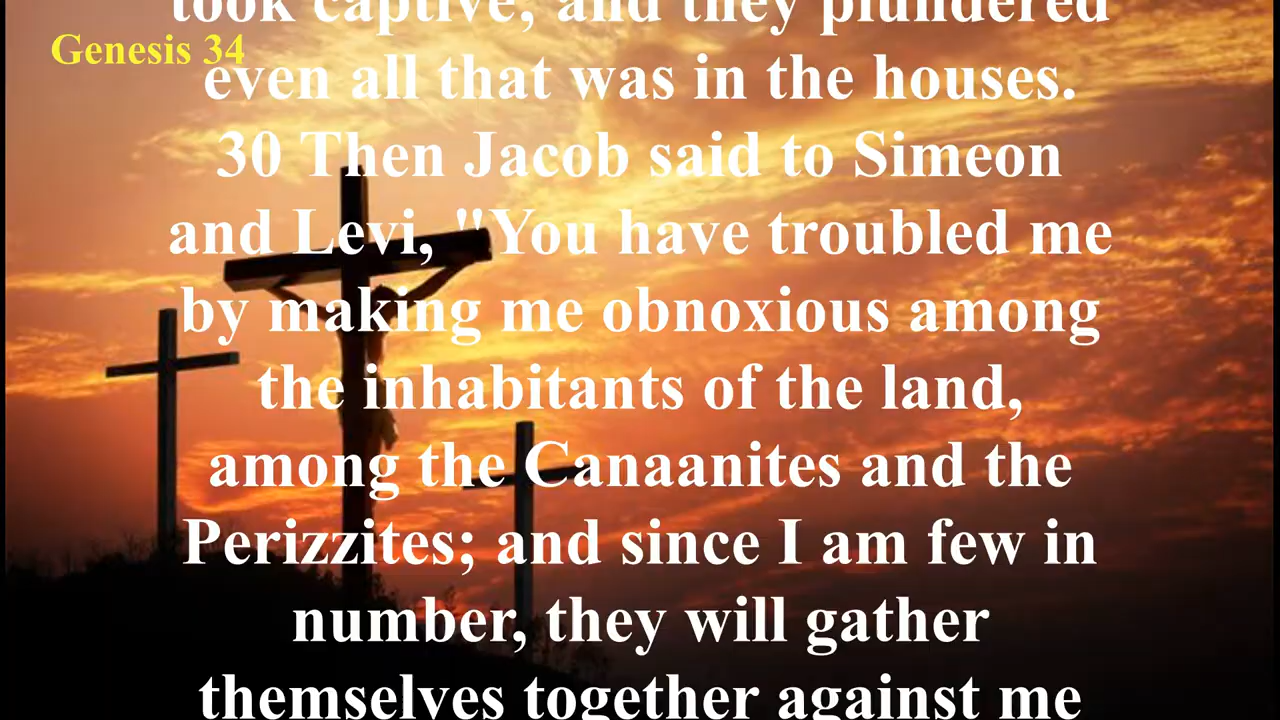 took captive; and they plundered
Genesis 34
even all that was in the houses.
30 Then Jacob said to Simeon
and Levi, "You have troubled me
by making me obnoxious among
the inhabitants of the land,
among the Canaanites and the
Perizzites; and since I am few in
number, they will gather
themselves together against me